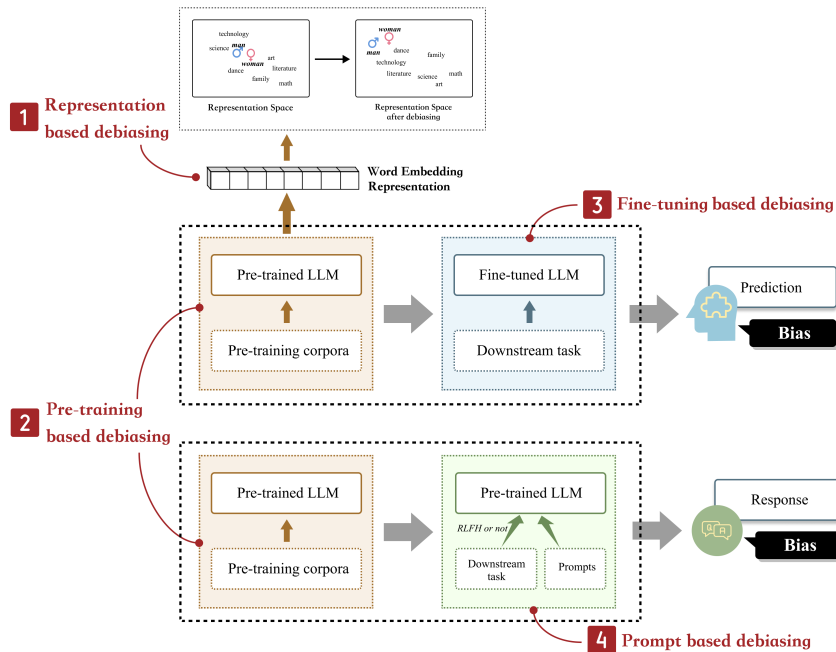 technology
science
man
woman
art
literature
dance
family
math
Representation Space
woman
man
dance
family
technology
literature
science
math
art
Representation Space
after debiasing
1
Representation
based debiasing
Word Embedding
Representation
3
Fine-tuning based debiasing
Pre-trained LLM
Pre-training corpora
Fine-tuned LLM
Downstream task
Prediction
Bias
2
Pre-training
based debiasing
Pre-trained LLM
Pre-training corpora
Pre-trained LLM
RLFH or not
Downstream
task
Prompts
Response
Q
A
Bias
4
Prompt based debiasing